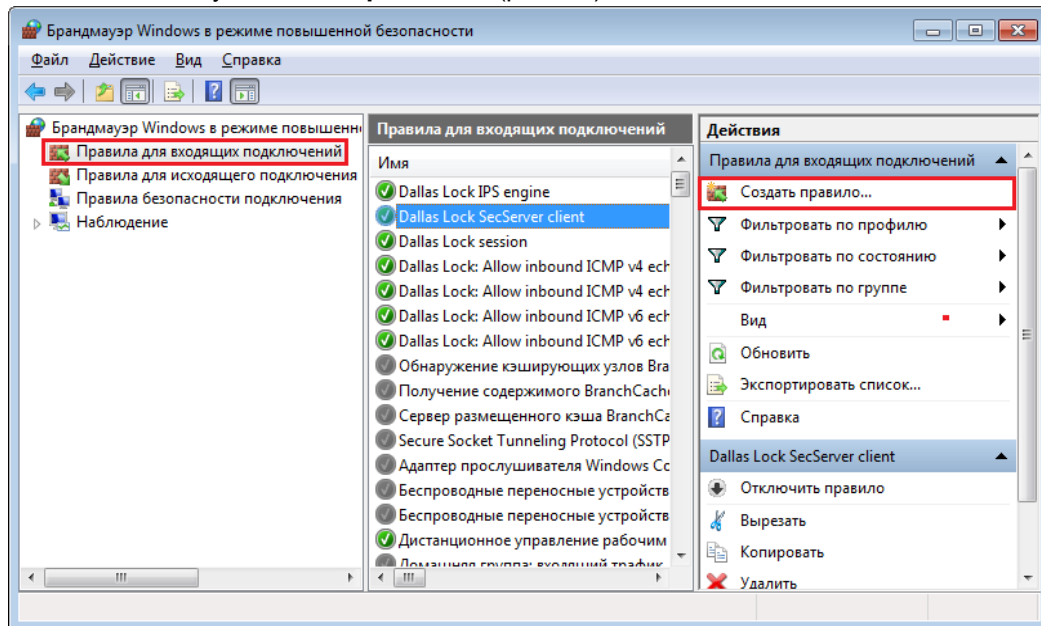 Брандмауэр Windows в режиме повышенной безопасности
Файл Действие Вид Справка
Брандмауэр Windows в режиме повышенн
Правила для входящих подключений
Правила для исходящего подключения
Правила безопасности подключения
Наблюдение
Правила для входящих подключений
Имя
Dallas Lock IPS engine
Dallas Lock SecServer client
Dallas Lock session
Dallas Lock: Allow inbound ICMP v4 ech
Dallas Lock: Allow inbound ICMP v4 ech
Dallas Lock: Allow inbound ICMP v6 ech
Dallas Lock: Allow inbound ICMP v6 ech
Обнаружение кэширующих узлов Bra
Получение содержимого BranchCach
Сервер размещенного кэша BranchCa
Secure Socket Tunneling Protocol (SSTP
Адаптер прослушивателя Windows Co
Беспроводные переносные устройств
Беспроводные переносные устройств
Дистанционное управление рабочим
Домашняя группа: входящий трафик
Действия
Правила для входящих подключений
Создать правило...
Фильтровать по профилю
Фильтровать по состоянию
Фильтровать по группе
Вид
Обновить
Экспортировать список...
Справка
Dallas Lock SecServer client
Отключить правило
Вырезать
Копировать
Удалить